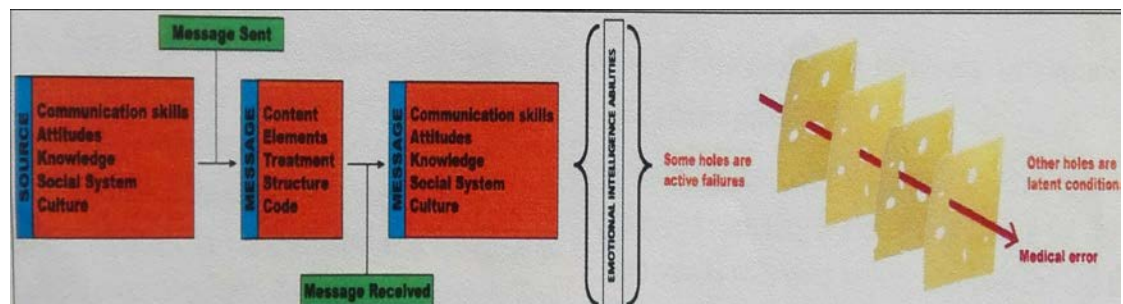 Message Sent
SOURCE
Communication skills
Attitudes
Knowledge
Social System
Culture
MESSAGE
Content
Elements
Treatment
Structure
Code
MESSAGE
Communication skills
Attitudes
Knowledge
Social System
Culture
Message Received
EMOTIONAL INTELLIGENCE ABILITIES
Some holes are
active failures
Other holes are
latent condition
Medical error